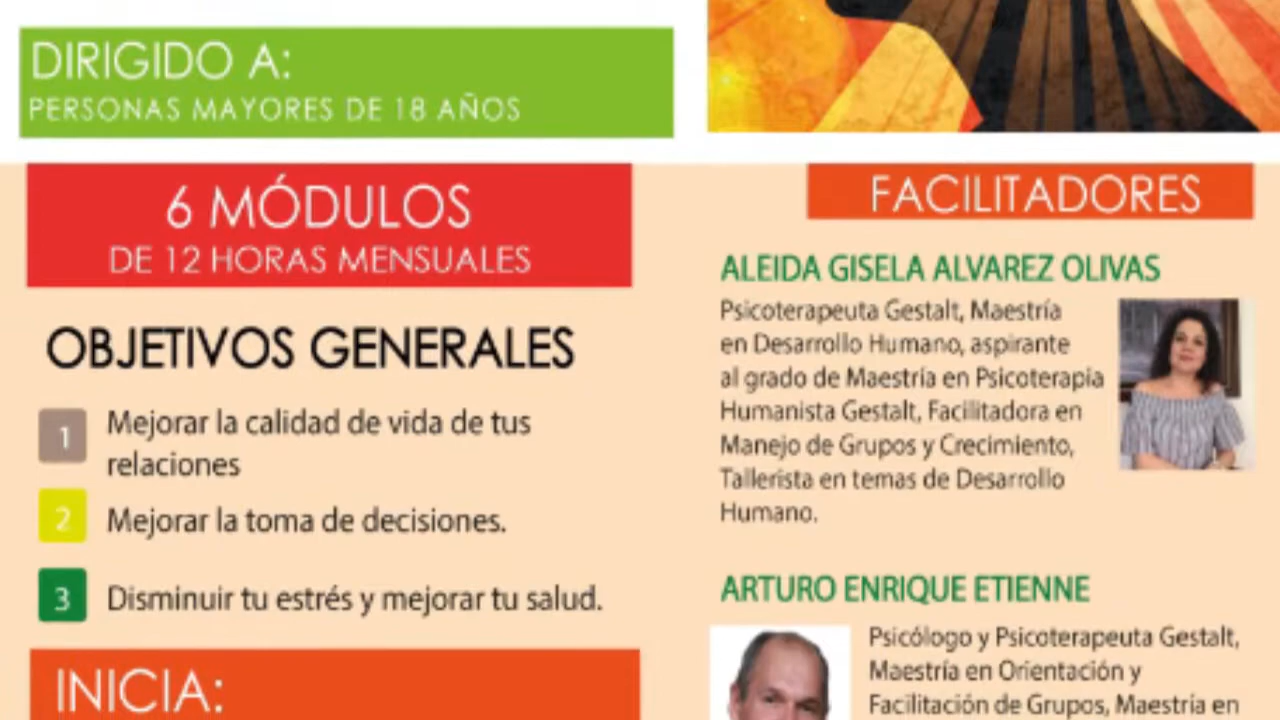 DIRIGIDO A:
PERSONAS MAYORES DE 18 AÑOS
6 MÓDULOS
DE 12 HORAS MENSUALES
OBJETIVOS GENERALES
1 Mejorar la calidad de vida de tus
relaciones
2 Mejorar la toma de decisiones.
3 Disminuir tu estrés y mejorar tu salud.
INICIA:
FACILITADORES
ALEIDA GISELA ALVAREZ OLIVAS
Psicoterapeuta Gestalt, Maestría
en Desarrollo Humano, aspirante
al grado de Maestría en Psicoterapia
Humanista Gestalt, Facilitadora en
Manejo de Grupos y Crecimiento,
Tallerista en temas de Desarrollo
Humano.
ARTURO ENRIQUE ETIENNE
Psicólogo y Psicoterapeuta Gestalt,
Maestría en Orientación y
Facilitación de Grupos, Maestría en